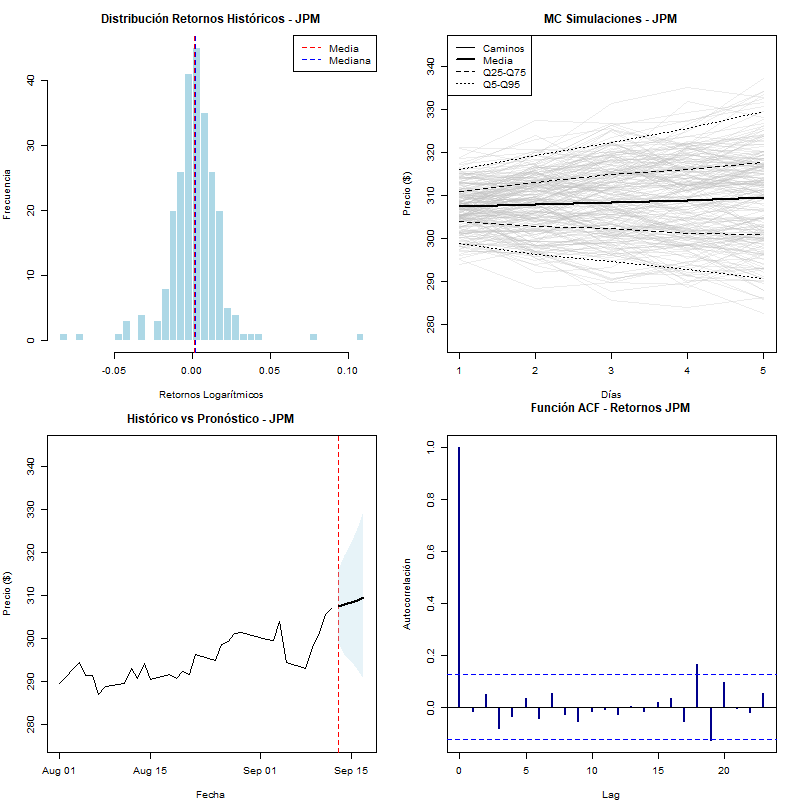 Distribución Retornos Históricos - JPM
Media
Mediana
Frecuencia
0
10
20
30
40
-0.05
0.00
0.05
0.10
Retornos Logarítmicos
MC Simulaciones - JPM
Caminos
Media
Q25-Q75
Q5-Q95
Precio ($)
280
290
300
310
320
330
340
1
2
3
4
5
Días
Histórico vs Pronóstico - JPM
Precio ($)
280
290
300
310
320
330
340
Aug 01
Aug 15
Sep 01
Sep 15
Fecha
Función ACF - Retornos JPM
Autocorrelación
0.0
0.2
0.4
0.6
0.8
1.0
0
5
10
15
20
Lag